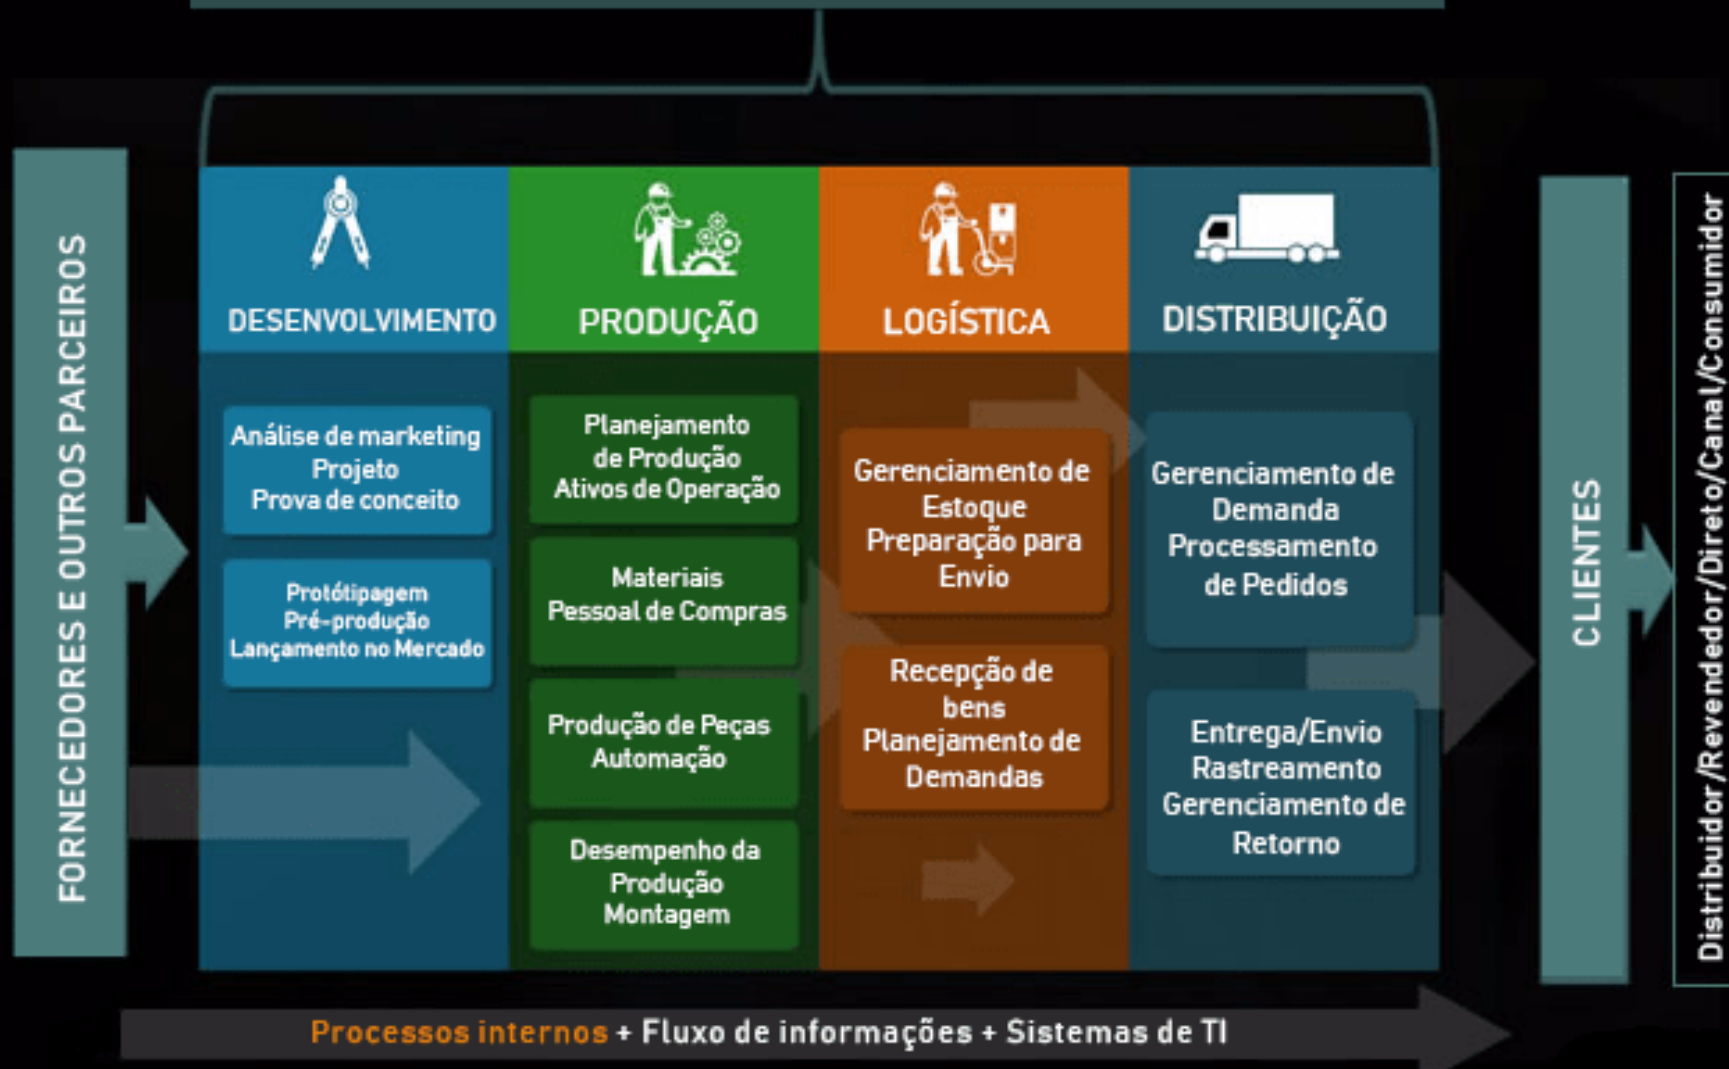 FORNECEDORES E OUTROS PARCEIROS
DESENVOLVIMENTO
Análise de marketing
Projeto
Prova de conceito
Protótipagem
Pré-produção
Lançamento no Mercado
PRODUÇÃO
Planejamento
de Produção
Ativos de Operação
Materiais
Pessoal de Compras
Produção de Peças
Automação
Desempenho da
Produção
Montagem
LOGÍSTICA
Gerenciamento de
Estoque
Preparação para
Envio
Recepção de
bens
Planejamento de
Demandas
DISTRIBUIÇÃO
Gerenciamento de
Demanda
Processamento
de Pedidos
Entrega/Envio
Rastreamento
Gerenciamento de
Retorno
CLIENTES
Distribuidor/Revendedor/Direto/Canal/Consumidor
Processos internos + Fluxo de informações + Sistemas de TI